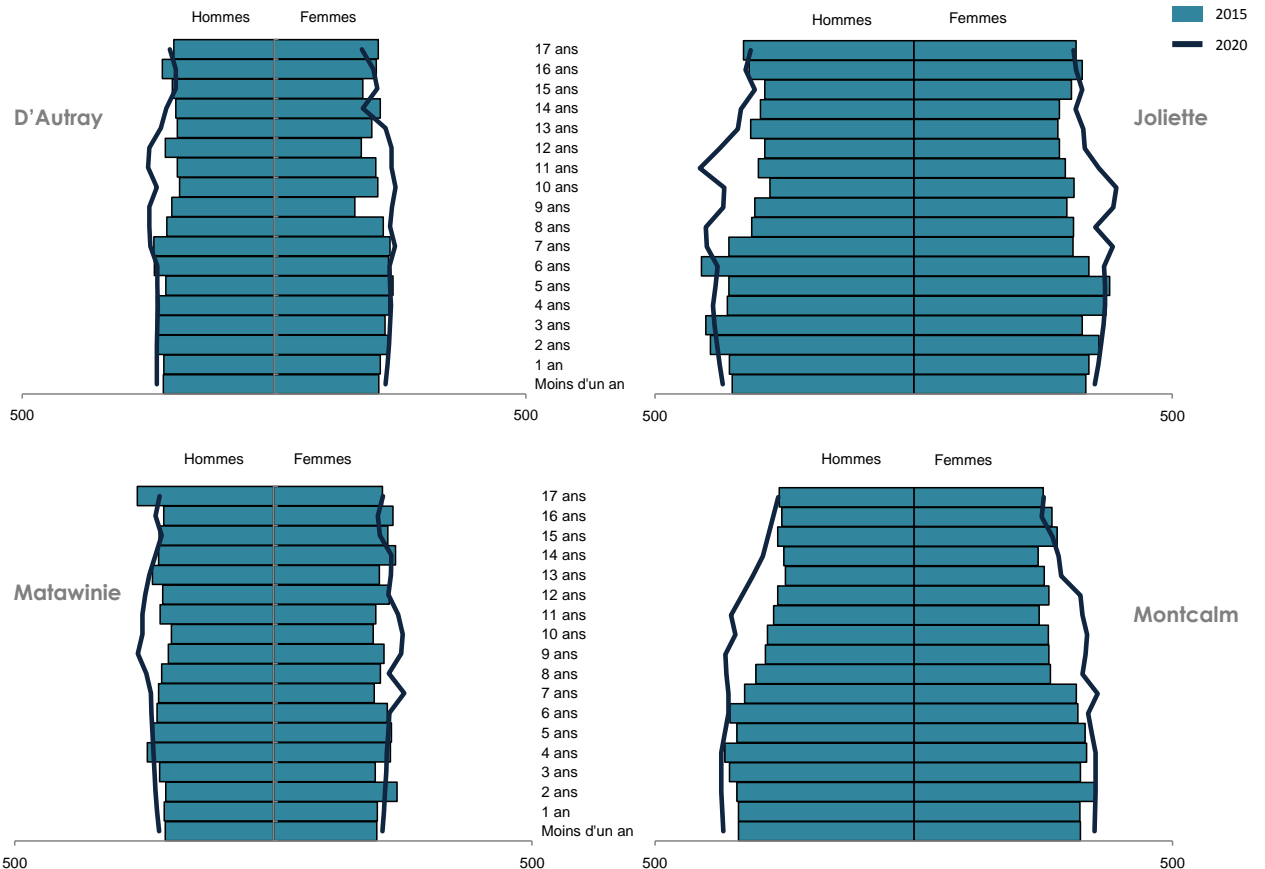 Hommes Femmes
Hommes Femmes
2015
2020
D'Autray
Joliette
17 ans
16 ans
15 ans
14 ans
13 ans
12 ans
11 ans
10 ans
9 ans
8 ans
7 ans
6 ans
5 ans
4 ans
3 ans
2 ans
1 an
Moins d'un an
500 500
500 500
Hommes Femmes
Hommes Femmes
Matawinie
Montcalm
17 ans
16 ans
15 ans
14 ans
13 ans
12 ans
11 ans
10 ans
9 ans
8 ans
7 ans
6 ans
5 ans
4 ans
3 ans
2 ans
1 an
Moins d'un an
500 500
500 500